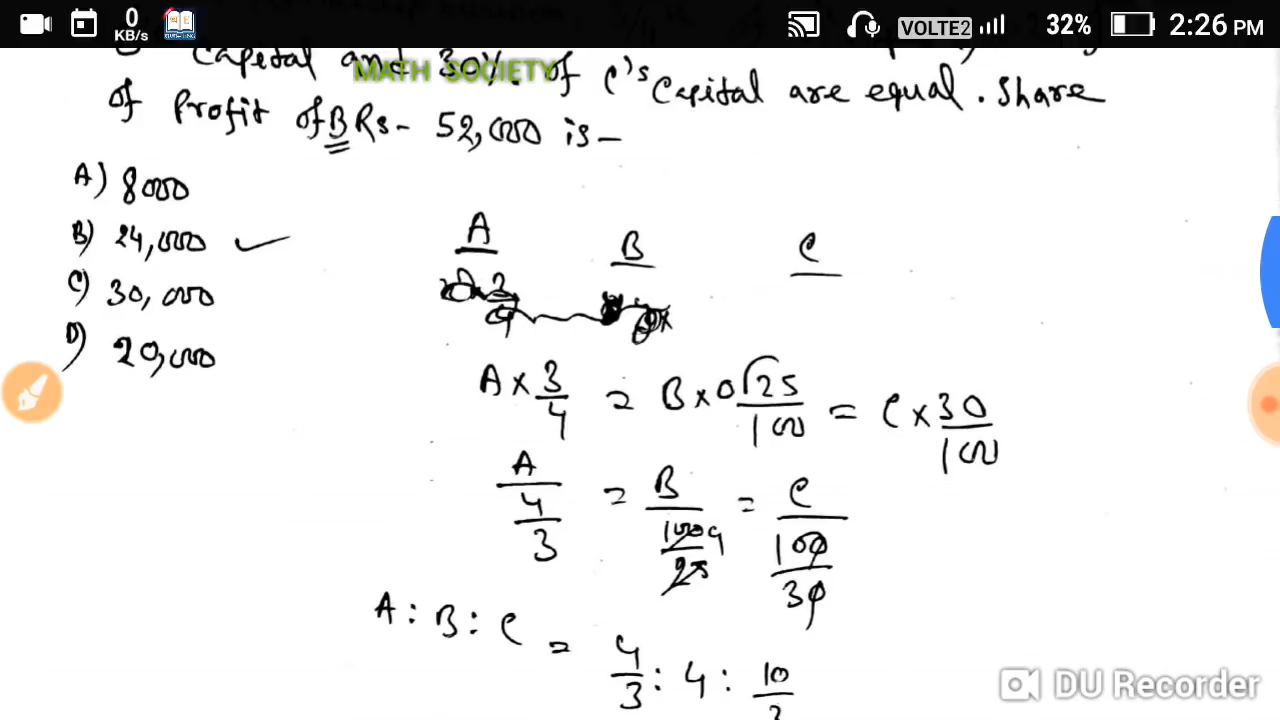 0
KB/s
VOLTE2
32%
2:26 PM
Capital and 30% of C's Capital are equal. Share
MATH SOCIETY
of Profit of B Rs- 52,000 is-
A) 8000
B) 24,000
C) 30,000
D) 20,000
A B C
A × 3/4 = B × 0.25/100 = C × 30/100
A/(4/3) = B/(100/25) 4 = C/(100/30)
A : B : C = 4/3 : 4 : 10/3
DU Recorder